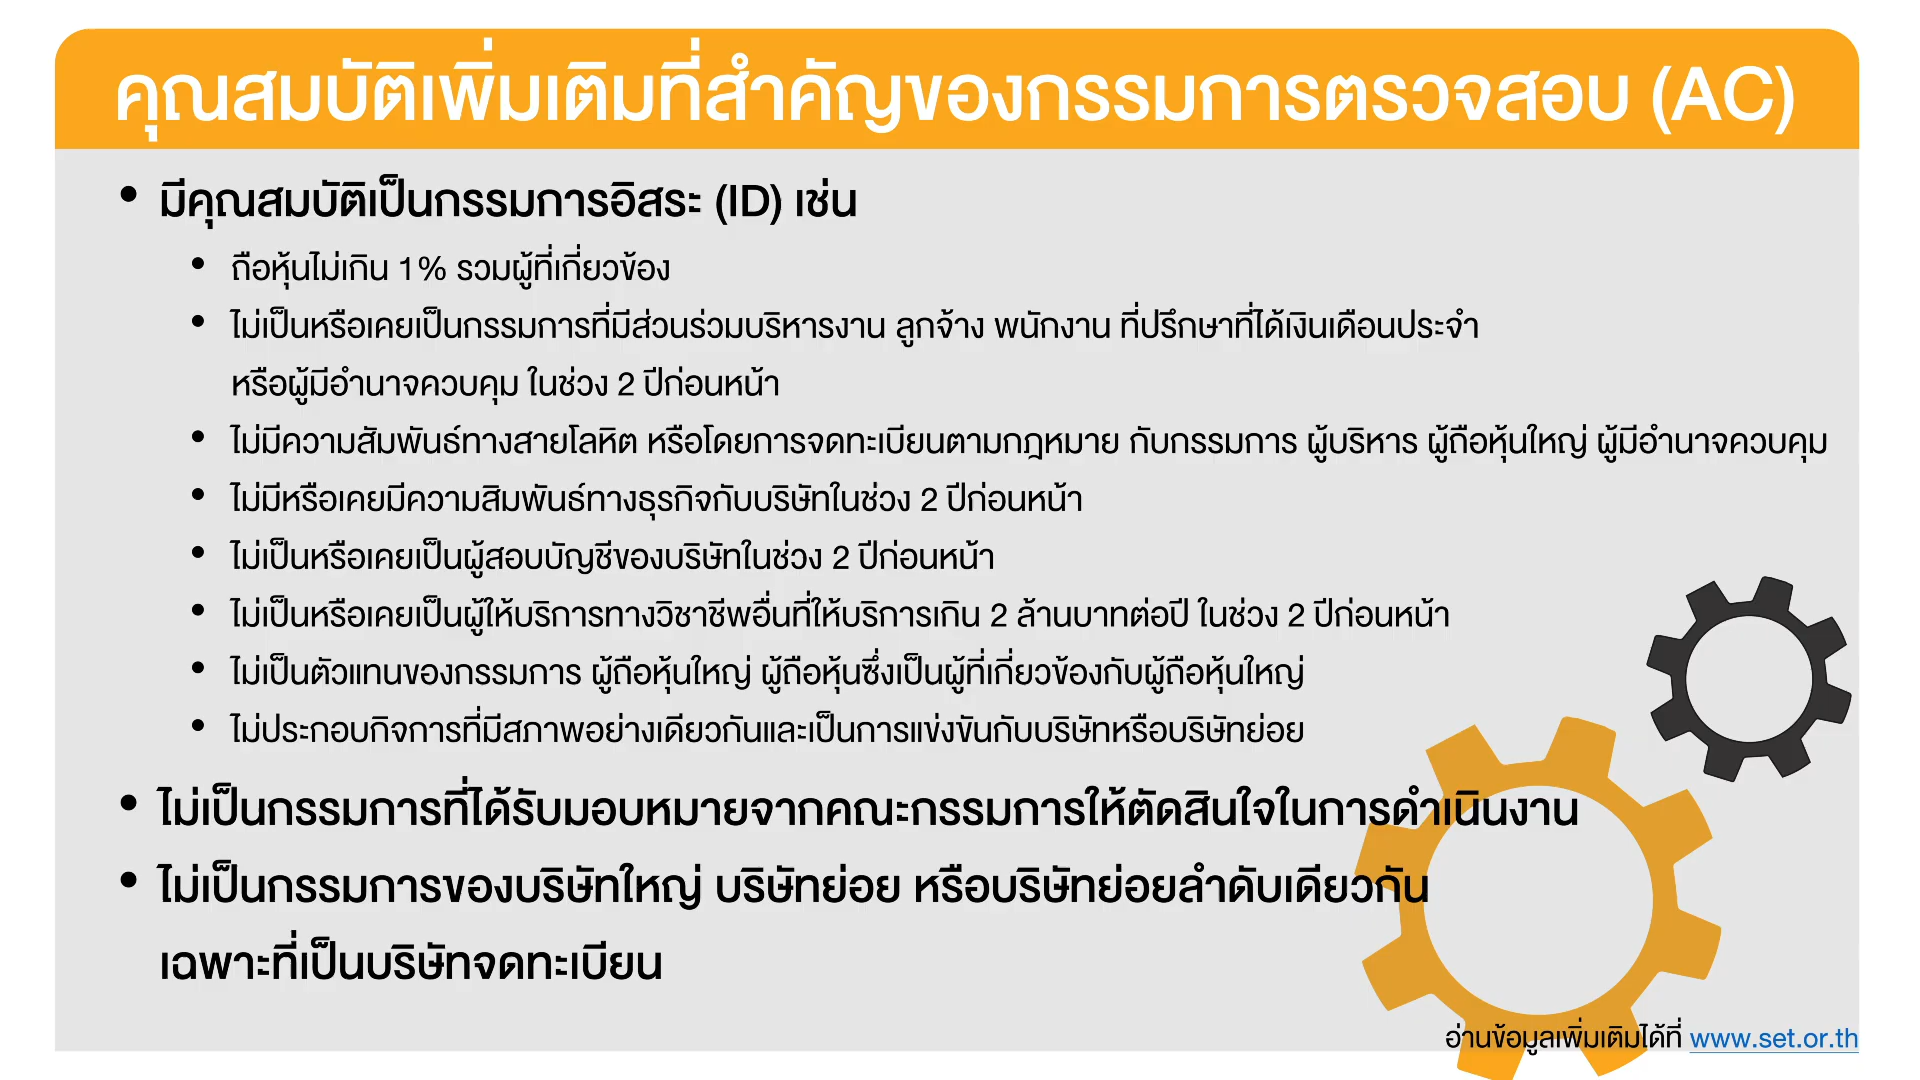 คุณสมบัติเพิ่มเติมที่สำคัญของกรรมการตรวจสอบ (AC)
• มีคุณสมบัติเป็นกรรมการอิสระ (ID) เช่น
• ถือหุ้นไม่เกิน 1% รวมผู้ที่เกี่ยวข้อง
• ไม่เป็นหรือเคยเป็นกรรมการที่มีส่วนร่วมบริหารงาน ลูกจ้าง พนักงาน ที่ปรึกษาที่ได้เงินเดือนประจำ
หรือผู้มีอำนาจควบคุม ในช่วง 2 ปีก่อนหน้า
• ไม่มีความสัมพันธ์ทางสายโลหิต หรือโดยการจดทะเบียนตามกฎหมาย กับกรรมการ ผู้บริหาร ผู้ถือหุ้นใหญ่ ผู้มีอำนาจควบคุม
• ไม่มีหรือเคยมีความสิมพันธ์ทางธุรกิจกับบริษัทในช่วง 2 ปีก่อนหน้า
• ไม่เป็นหรือเคยเป็นผู้สอบบัญชีของบริษัทในช่วง 2 ปีก่อนหน้า
• ไม่เป็นหรือเคยเป็นผู้ให้บริการทางวิชาชีพอื่นที่ให้บริการเกิน 2 ล้านบาทต่อปี ในช่วง 2 ปีก่อนหน้า
• ไม่เป็นตัวแทนของกรรมการ ผู้ถือหุ้นใหญ่ ผู้ถือหุ้นซึ่งเป็นผู้ที่เกี่ยวข้องกับผู้ถือหุ้นใหญ่
• ไม่ประกอบกิจการที่มีสภาพอย่างเดียวกันและเป็นการแข่งขันกับบริษัทหรือบริษัทย่อย
• ไม่เป็นกรรมการที่ได้รับมอบหมายจากคณะกรรมการให้ตัดสินใจในการดำเนินงาน
• ไม่เป็นกรรมการของบริษัทใหญ่ บริษัทย่อย หรือบริษัทย่อยลำดับเดียวกัน
เฉพาะที่เป็นบริษัทจดทะเบียน
อ่านข้อมูลเพิ่มเติมได้ที่ www.set.or.th